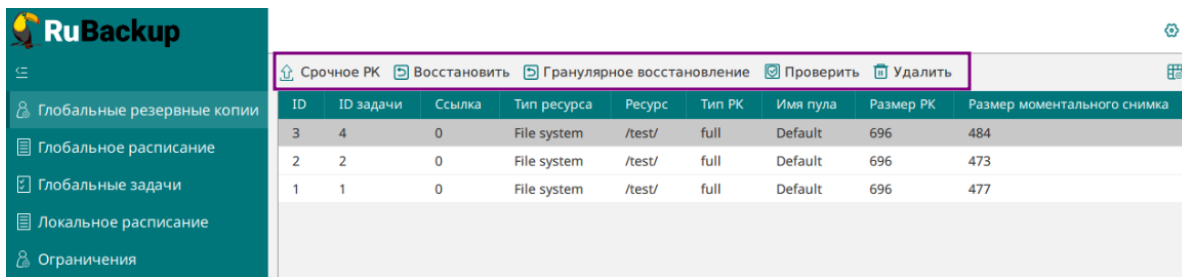 RuBackup
Срочное РК Восстановить Гранулярное восстановление Проверить Удалить
Глобальные резервные копии
Глобальное расписание
Глобальные задачи
Локальное расписание
Ограничения
ID ID задачи Ссылка Тип ресурса Ресурс Тип РК Имя пула Размер РК Размер моментального снимка
3 4 0 File system /test/ full Default 696 484
2 2 0 File system /test/ full Default 696 473
1 1 0 File system /test/ full Default 696 477